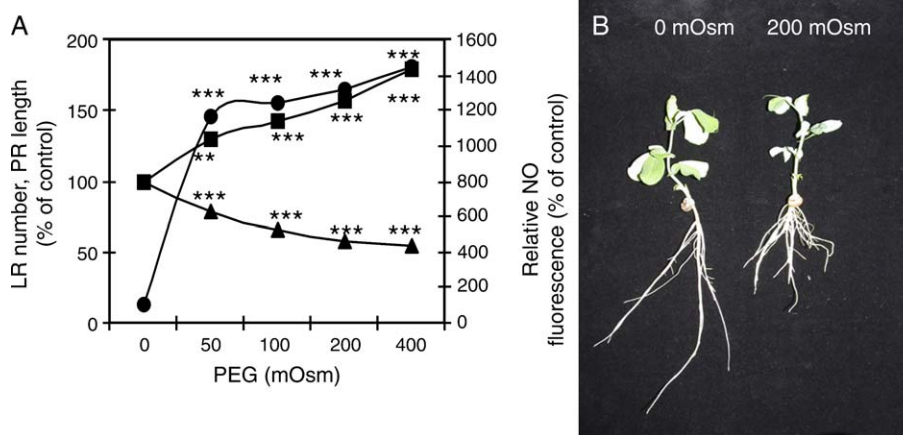 A
200
150
100
50
0
LR number, PR length
(% of control)
*** *** *** ***
** *** *** ***
*** *** *** ***
1600
1400
1200
1000
800
600
400
200
0
Relative NO
fluorescence (% of control)
0 50 100 200 400
PEG (mOsm)
B 0 mOsm 200 mOsm